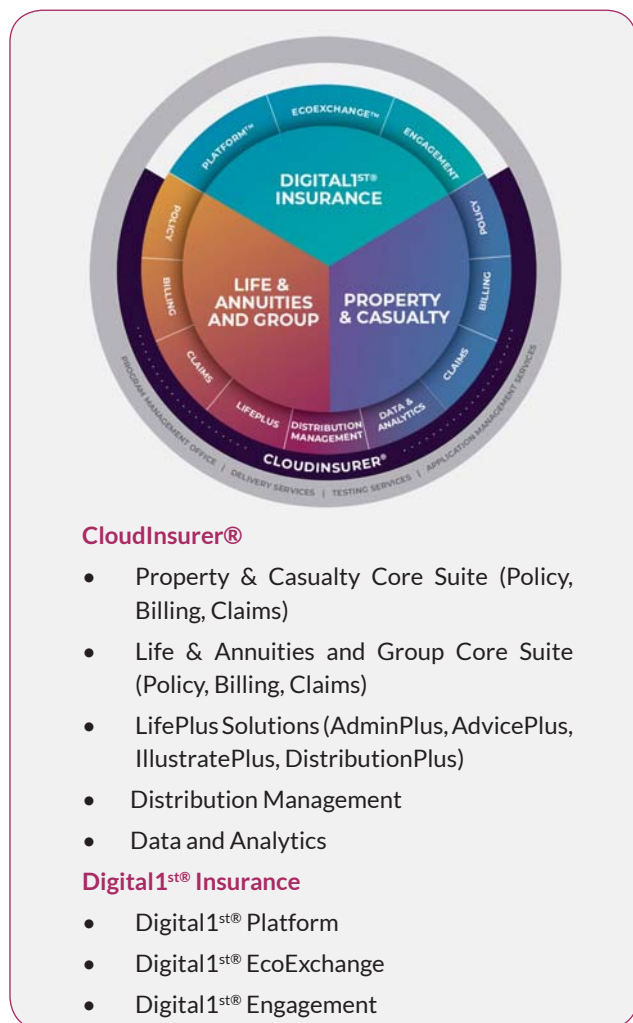 PLATFORM™
ECOEXCHANGE™
ENGAGEMENT
DIGITAL1ST®
INSURANCE
POLICY
BILLING
CLAIMS
LIFEPLUS
DISTRIBUTION
MANAGEMENT
DATA &
ANALYTICS
CLAIMS
BILLING
POLICY
LIFE &
ANNUITIES
AND GROUP
PROPERTY
& CASUALTY
CLOUDINSURER®
PROGRAM MANAGEMENT OFFICE | DELIVERY SERVICES | TESTING SERVICES | APPLICATION MANAGEMENT SERVICES
CloudInsurer®
• Property & Casualty Core Suite (Policy,
Billing, Claims)
• Life & Annuities and Group Core Suite
(Policy, Billing, Claims)
• LifePlus Solutions (AdminPlus, AdvicePlus,
IllustratePlus, DistributionPlus)
• Distribution Management
• Data and Analytics
Digital1st® Insurance
• Digital1st® Platform
• Digital1st® EcoExchange
• Digital1st® Engagement